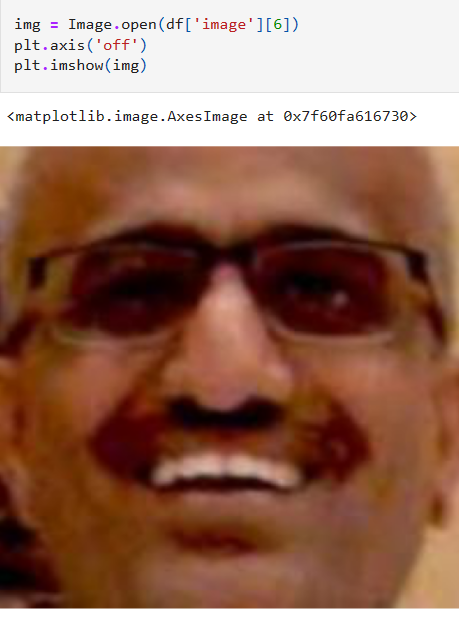 img = Image.open(df['image'][6])
plt.axis('off')
plt.imshow(img)
<matplotlib.image.AxesImage at 0x7f60fa616730>